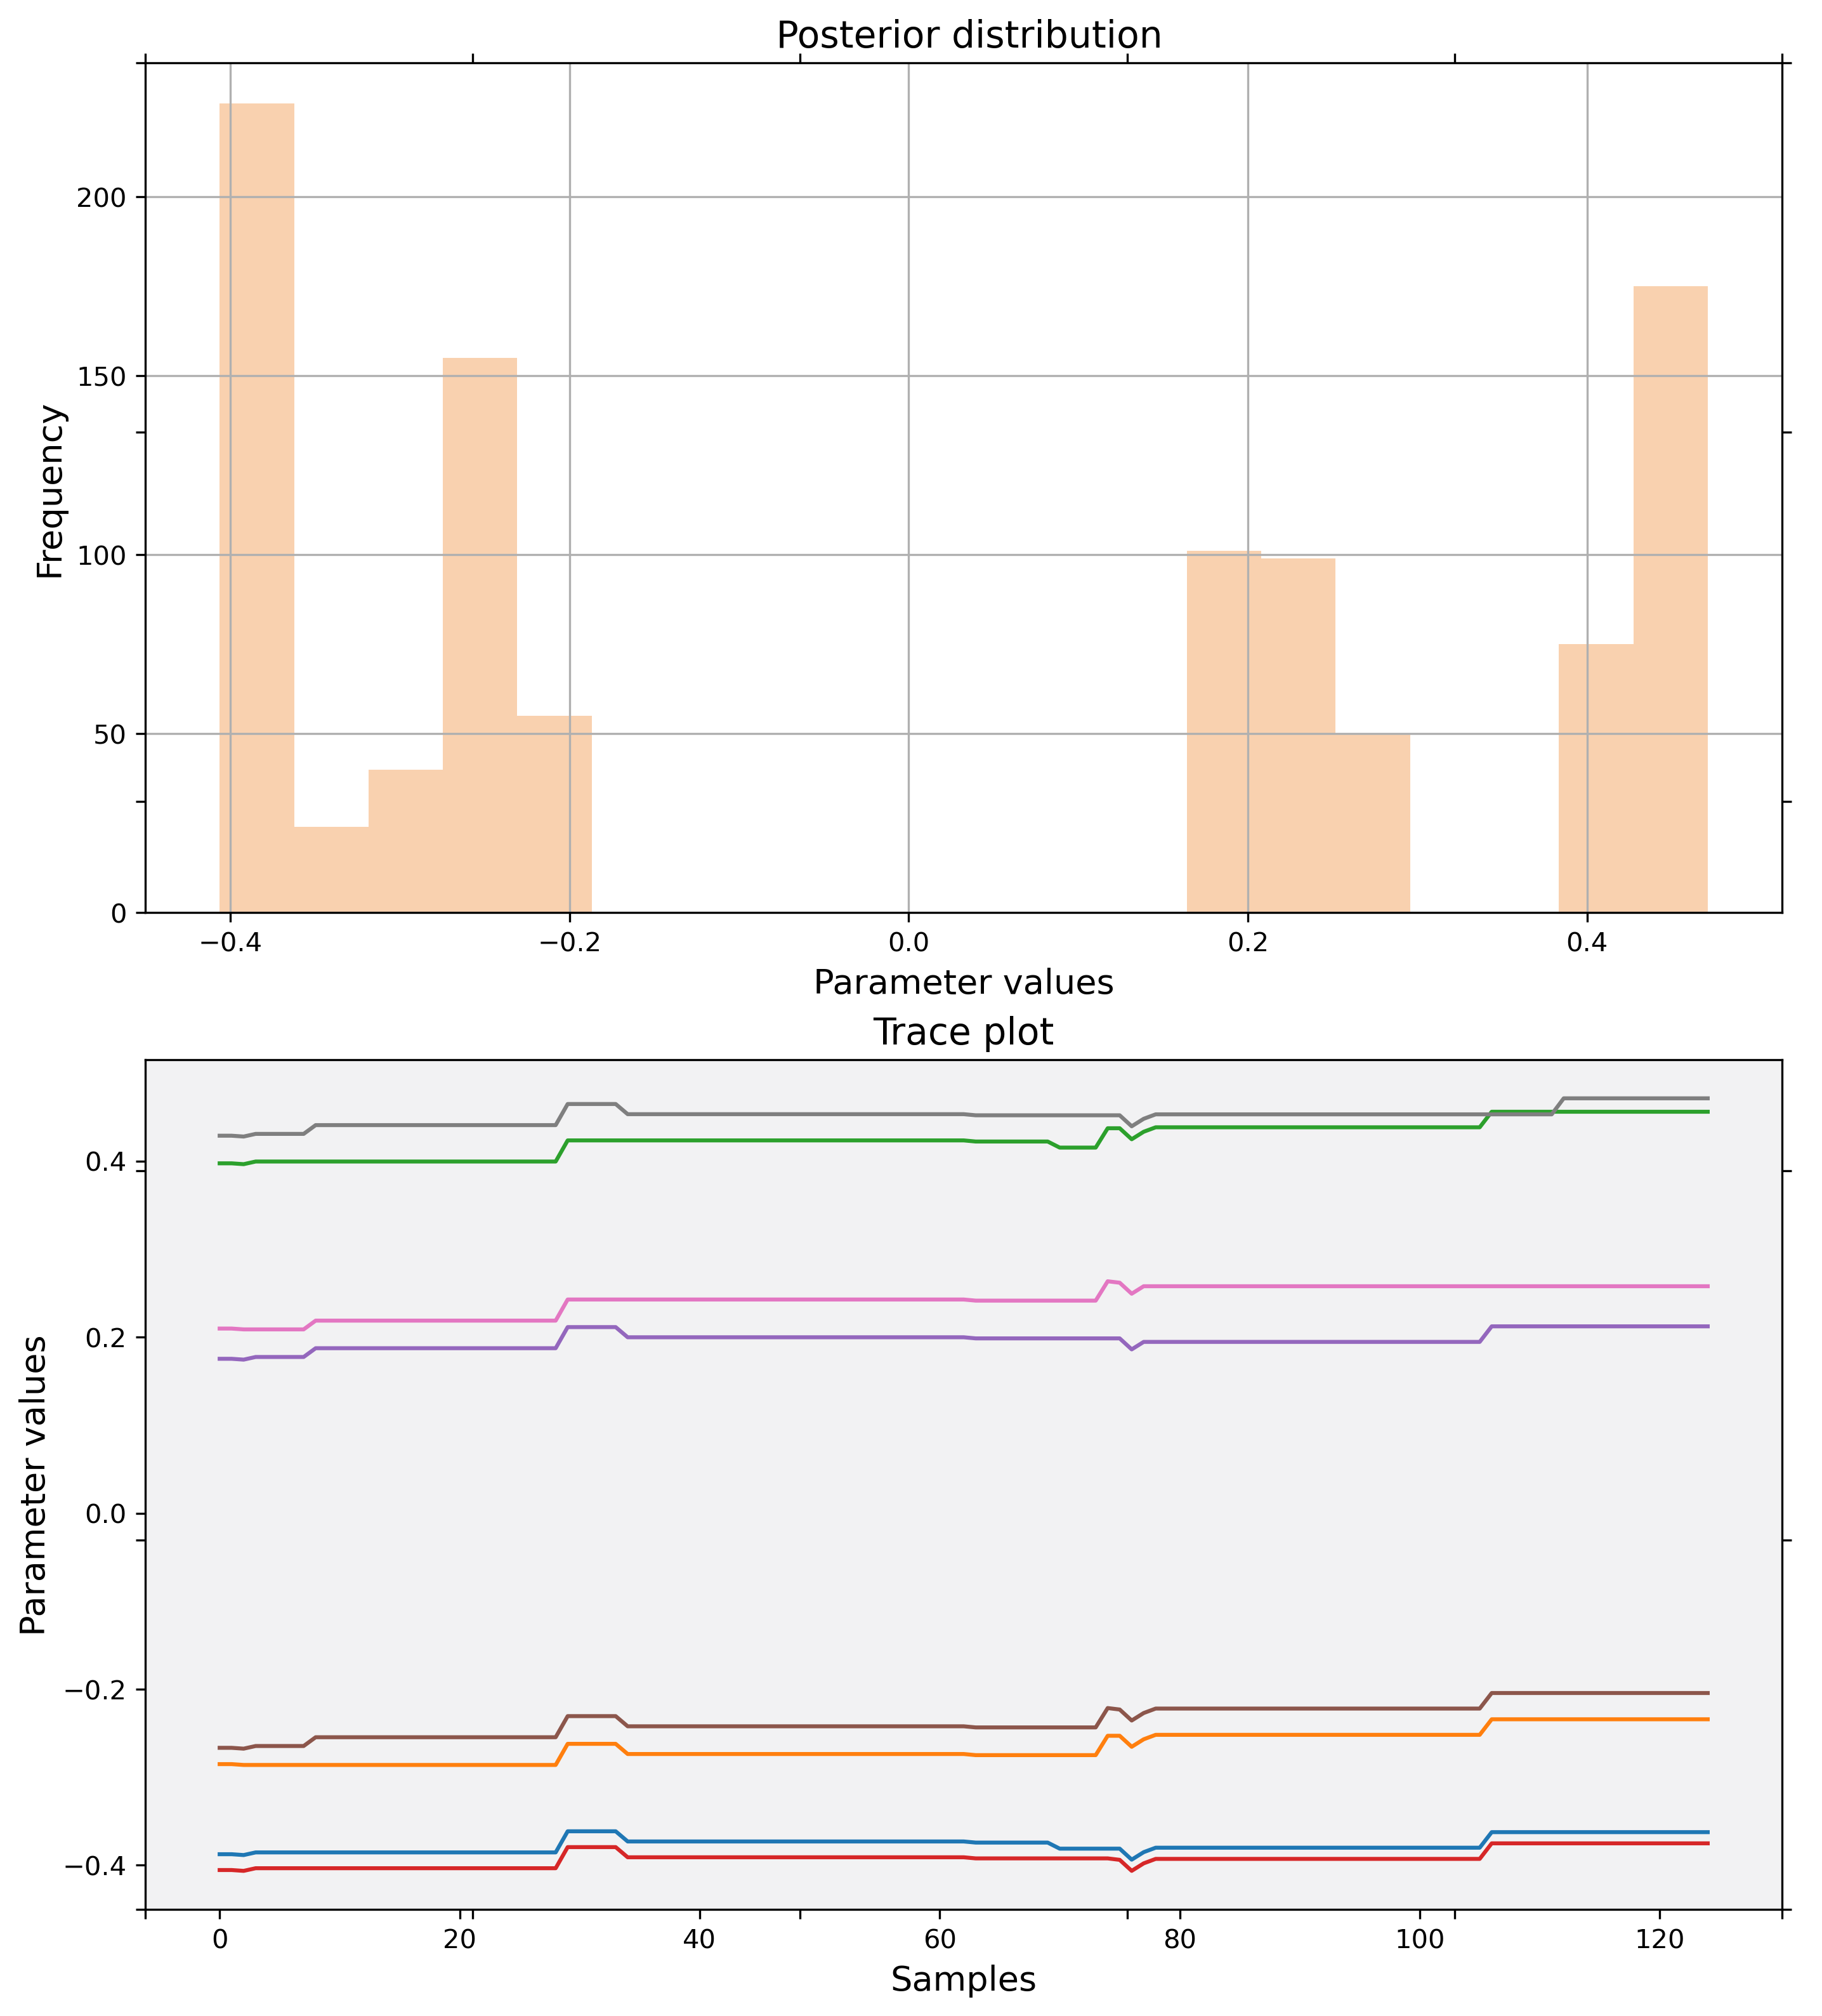 Posterior distribution
200
150
100
50
0
Frequency
−0.4 −0.2 0.0 0.2 0.4
Parameter values
Trace plot
0.4
0.2
0.0
−0.2
−0.4
Parameter values
0 20 40 60 80 100 120
Samples